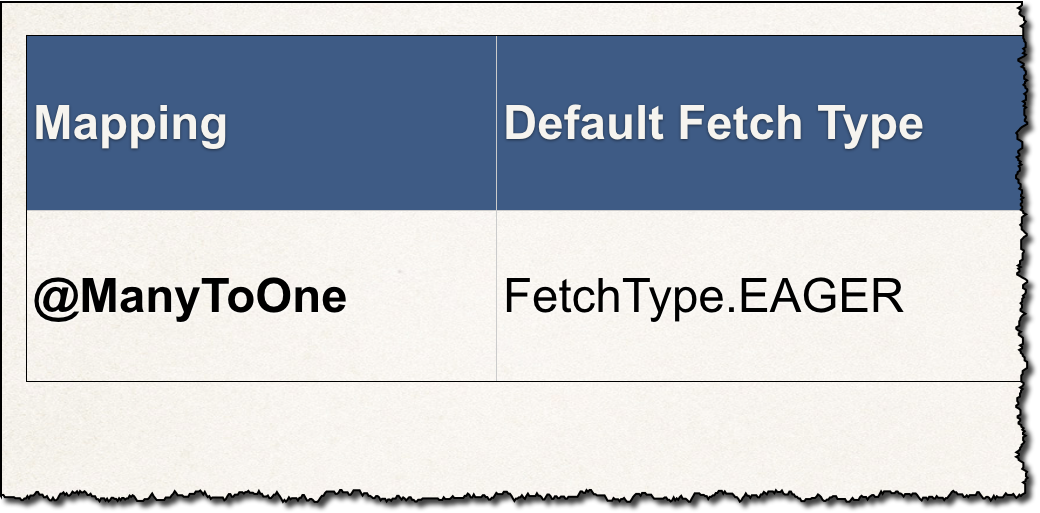 Mapping
Default Fetch Type
@ManyToOne
FetchType.EAGER